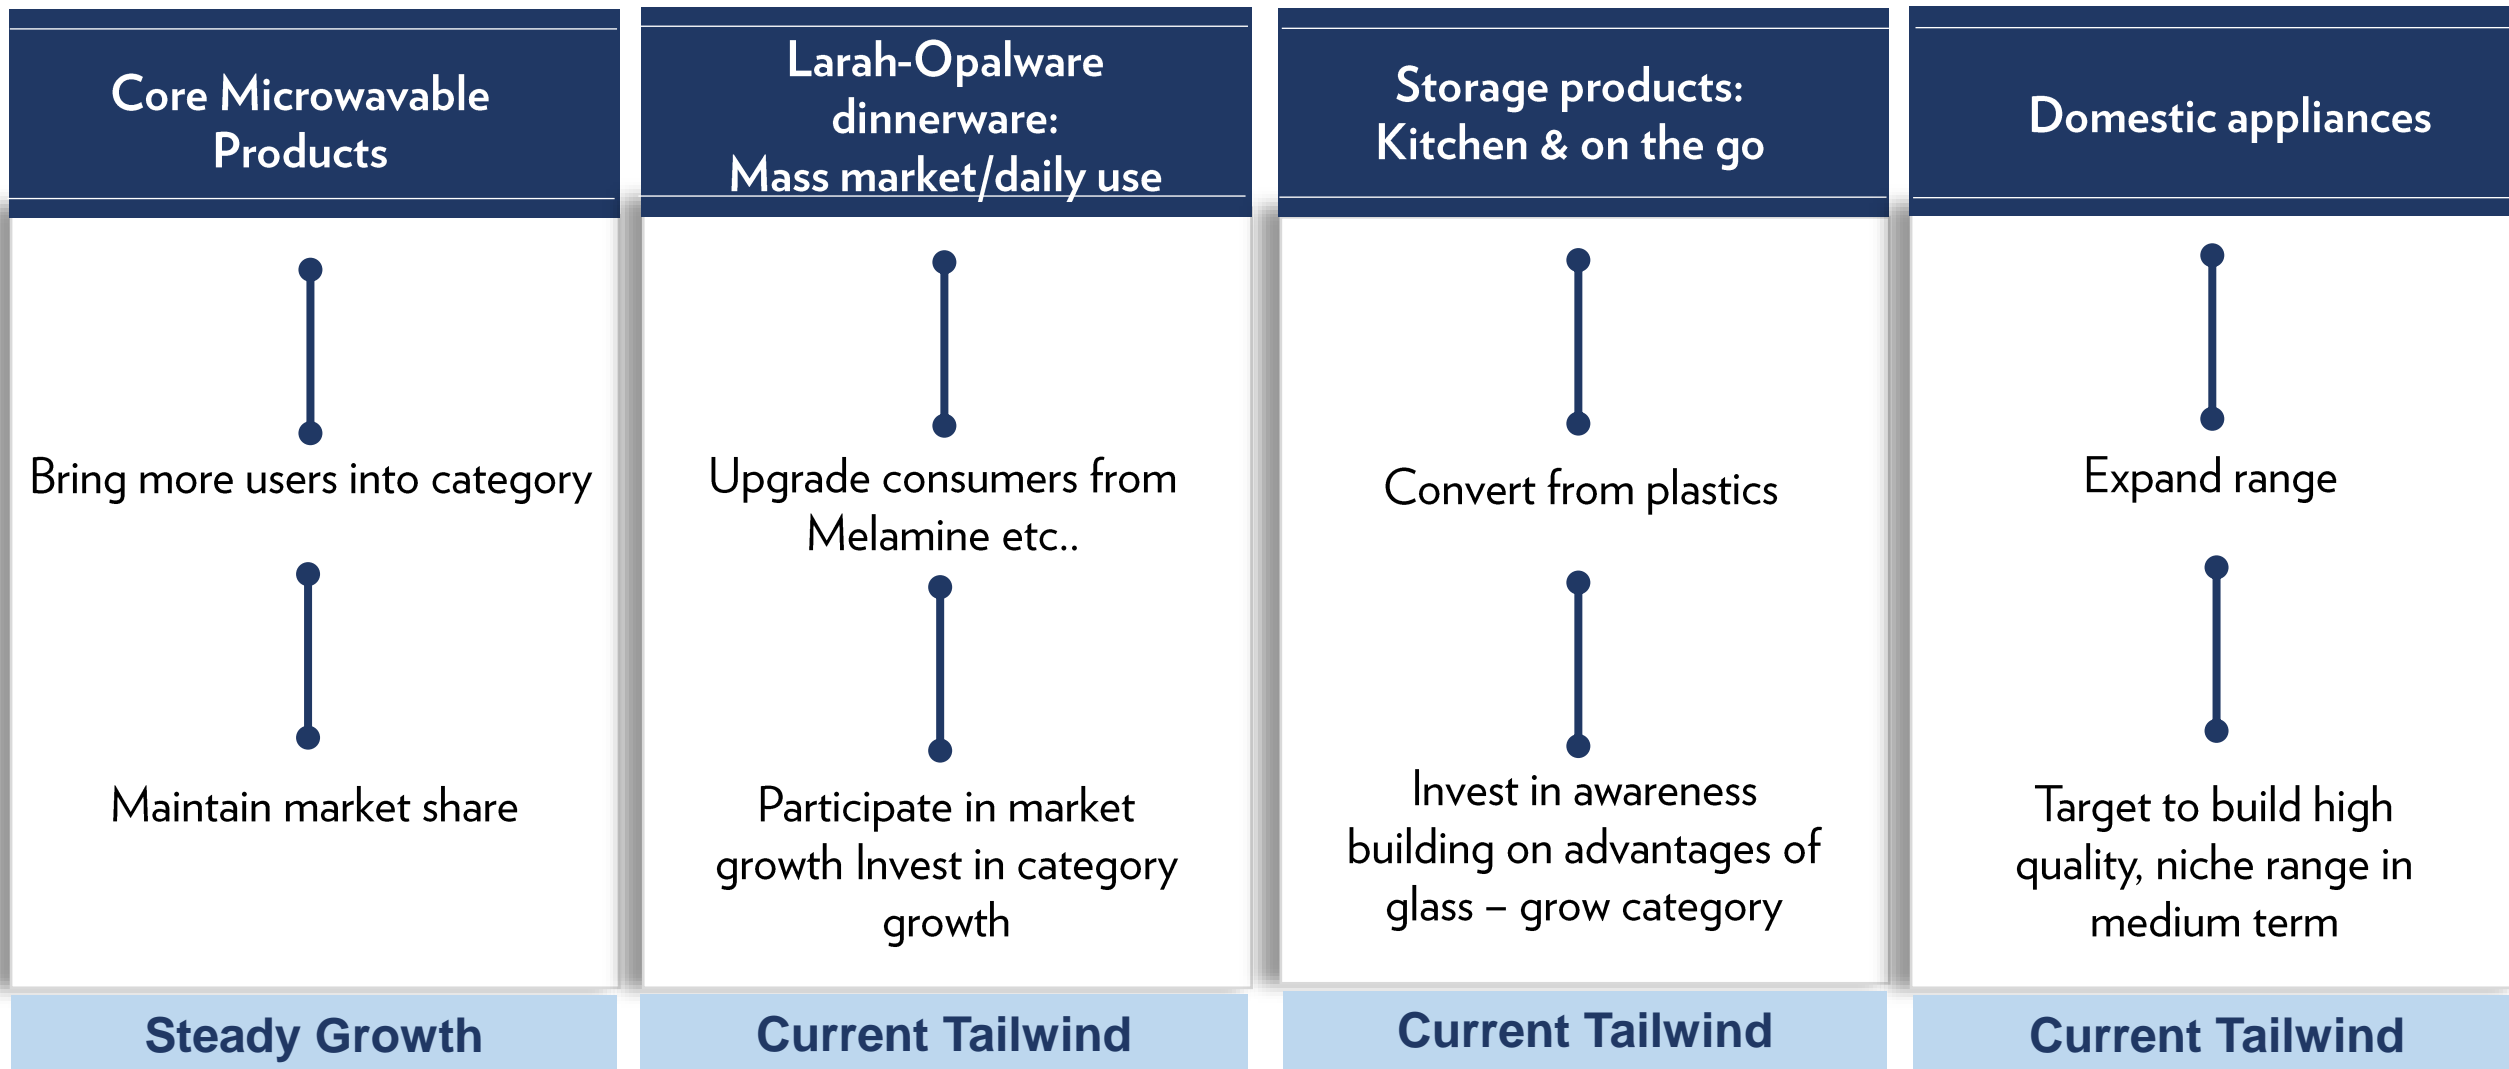 Core Microwavable
Products
Bring more users into category
Maintain market share
Steady Growth
Larah-Opalware
dinnerware:
Mass market/daily use
Upgrade consumers from
Melamine etc..
Participate in market
growth Invest in category
growth
Current Tailwind
Storage products:
Kitchen & on the go
Convert from plastics
Invest in awareness
building on advantages of
glass – grow category
Current Tailwind
Domestic appliances
Expand range
Target to build high
quality, niche range in
medium term
Current Tailwind